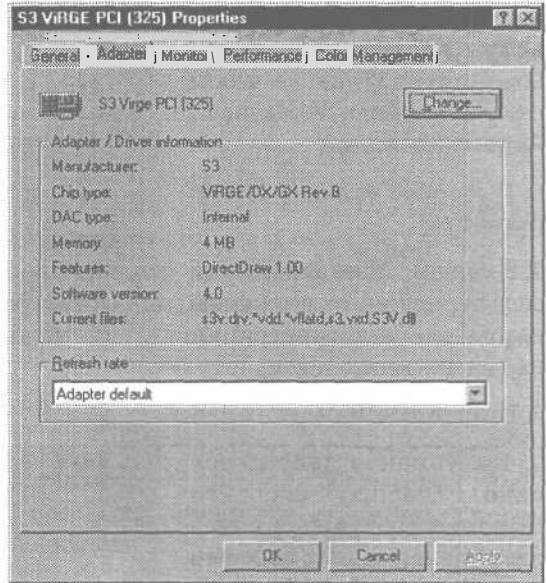 S3 ViRGE PCI (325) Properties
General Adapter Monitor Performance Color Management
S3 Virge PCI (325)
Change...
Adapter / Driver information
Manufacturer: S3
Chip type: ViRGE/DX/GX Rev B
DAC type: Internal
Memory: 4 MB
Features: DirectDraw 1.00
Software version: 4.0
Current files: s3v.drv,*vdd,*vflatd,s3.vxd,S3V.dll
Refresh rate
Adapter default
OK Cancel Apply